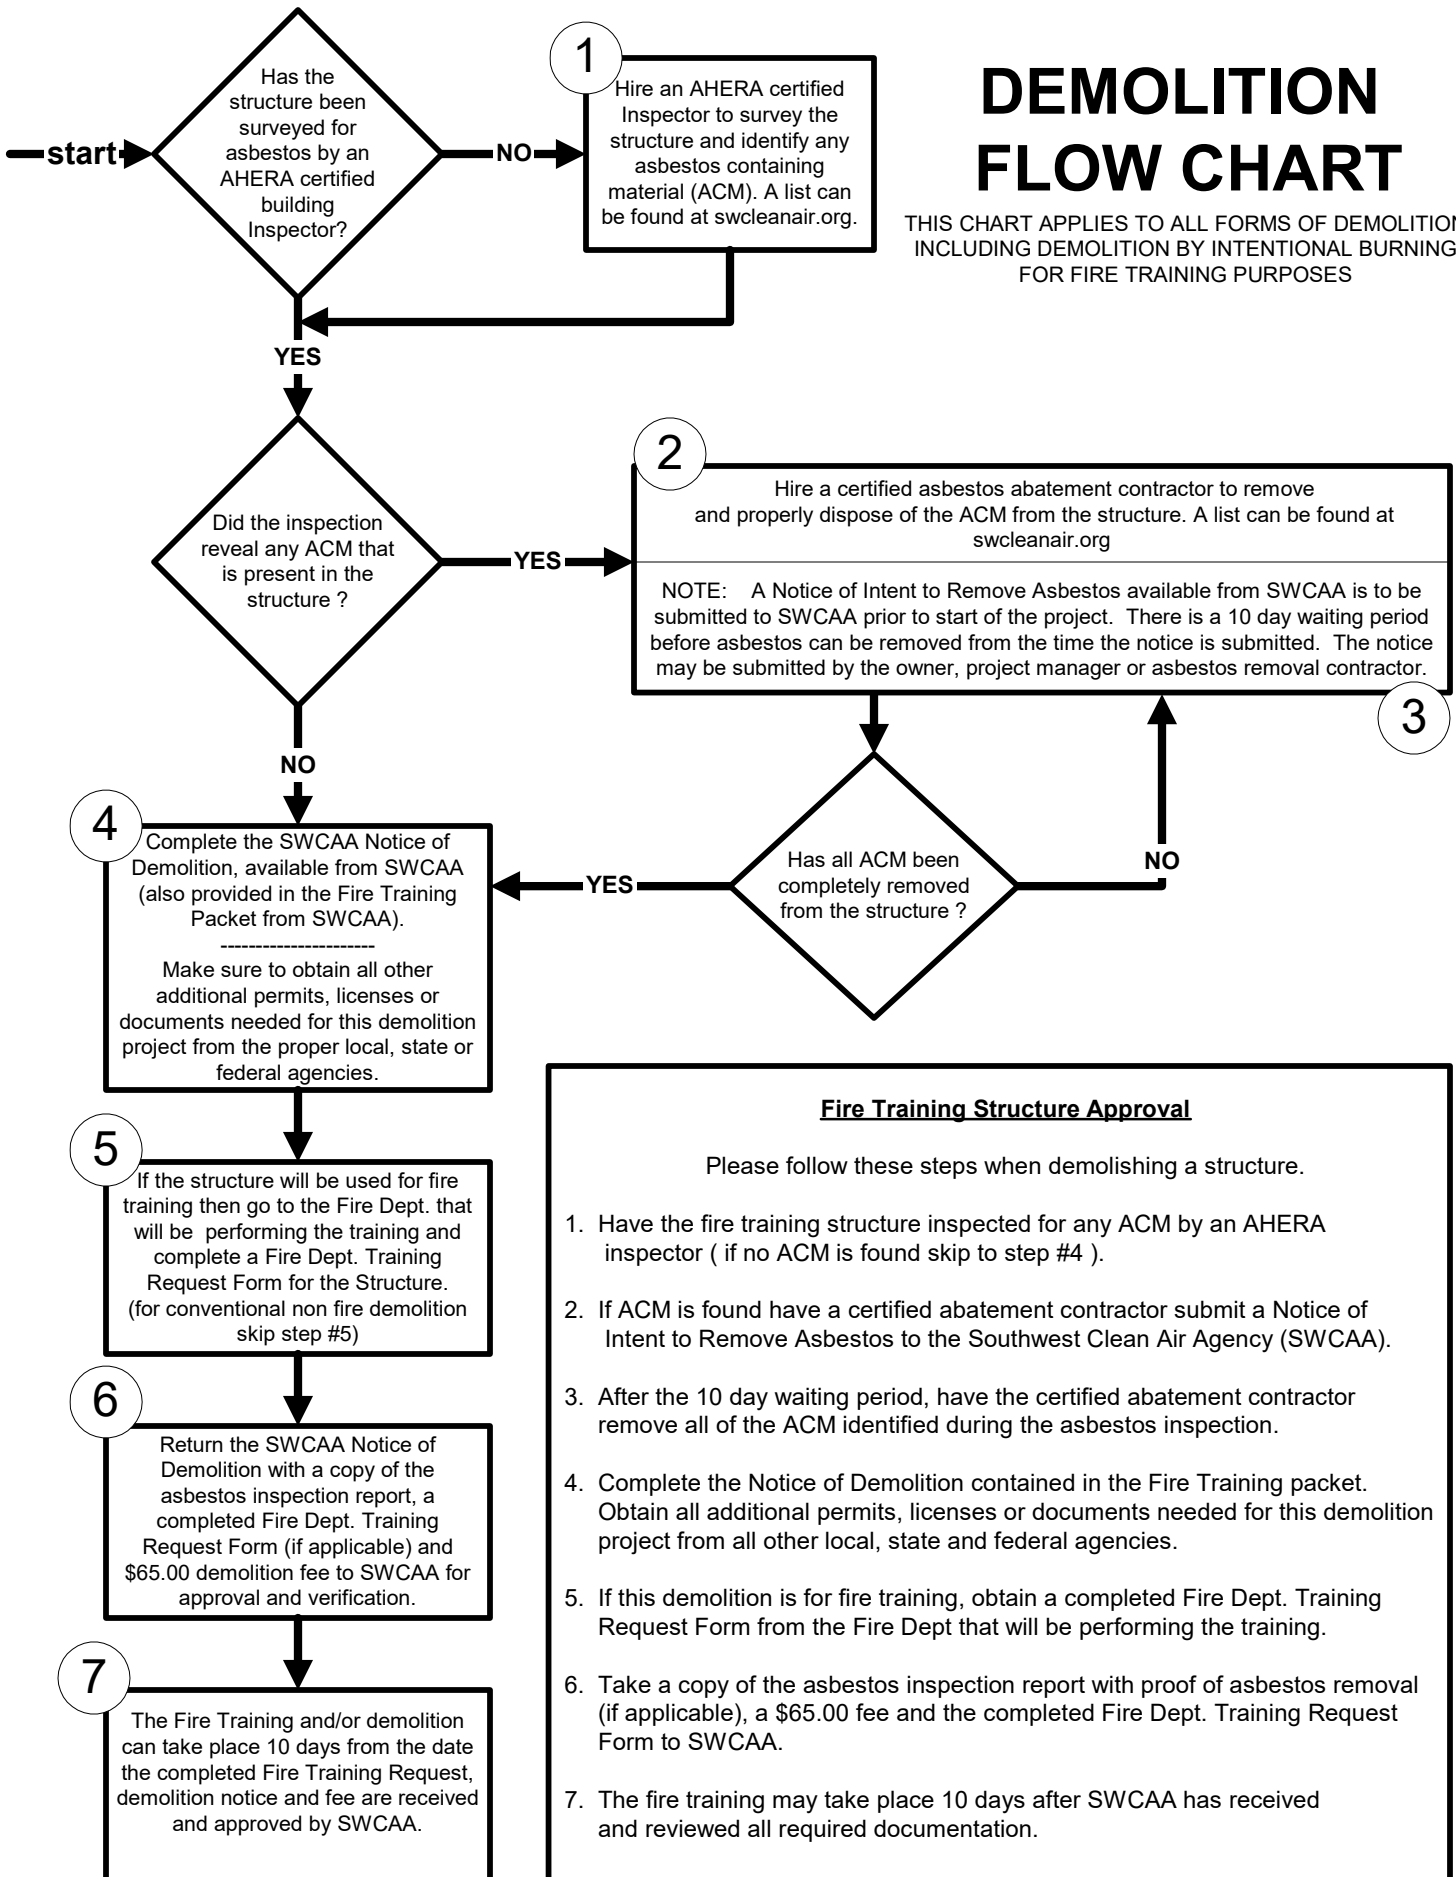 DEMOLITION
FLOW CHART
THIS CHART APPLIES TO ALL FORMS OF DEMOLITION
INCLUDING DEMOLITION BY INTENTIONAL BURNING
FOR FIRE TRAINING PURPOSES
start
Has the
structure been
surveyed for
asbestos by an
AHERA certified
building
Inspector?
NO
1
Hire an AHERA certified
Inspector to survey the
structure and identify any
asbestos containing
material (ACM). A list can
be found at swcleanair.org.
YES
Did the inspection
reveal any ACM that
is present in the
structure ?
YES
2
Hire a certified asbestos abatement contractor to remove
and properly dispose of the ACM from the structure. A list can be found at
swcleanair.org
NOTE: A Notice of Intent to Remove Asbestos available from SWCAA is to be
submitted to SWCAA prior to start of the project. There is a 10 day waiting period
before asbestos can be removed from the time the notice is submitted. The notice
may be submitted by the owner, project manager or asbestos removal contractor.
3
NO
Has all ACM been
completely removed
from the structure ?
NO
YES
4
Complete the SWCAA Notice of
Demolition, available from SWCAA
(also provided in the Fire Training
Packet from SWCAA).
----------------------
Make sure to obtain all other
additional permits, licenses or
documents needed for this demolition
project from the proper local, state or
federal agencies.
5
If the structure will be used for fire
training then go to the Fire Dept. that
will be performing the training and
complete a Fire Dept. Training
Request Form for the Structure.
(for conventional non fire demolition
skip step #5)
6
Return the SWCAA Notice of
Demolition with a copy of the
asbestos inspection report, a
completed Fire Dept. Training
Request Form (if applicable) and
$65.00 demolition fee to SWCAA for
approval and verification.
7
The Fire Training and/or demolition
can take place 10 days from the date
the completed Fire Training Request,
demolition notice and fee are received
and approved by SWCAA.
Fire Training Structure Approval
Please follow these steps when demolishing a structure.
1. Have the fire training structure inspected for any ACM by an AHERA
inspector ( if no ACM is found skip to step #4 ).
2. If ACM is found have a certified abatement contractor submit a Notice of
Intent to Remove Asbestos to the Southwest Clean Air Agency (SWCAA).
3. After the 10 day waiting period, have the certified abatement contractor
remove all of the ACM identified during the asbestos inspection.
4. Complete the Notice of Demolition contained in the Fire Training packet.
Obtain all additional permits, licenses or documents needed for this demolition
project from all other local, state and federal agencies.
5. If this demolition is for fire training, obtain a completed Fire Dept. Training
Request Form from the Fire Dept that will be performing the training.
6. Take a copy of the asbestos inspection report with proof of asbestos removal
(if applicable), a $65.00 fee and the completed Fire Dept. Training Request
Form to SWCAA.
7. The fire training may take place 10 days after SWCAA has received
and reviewed all required documentation.